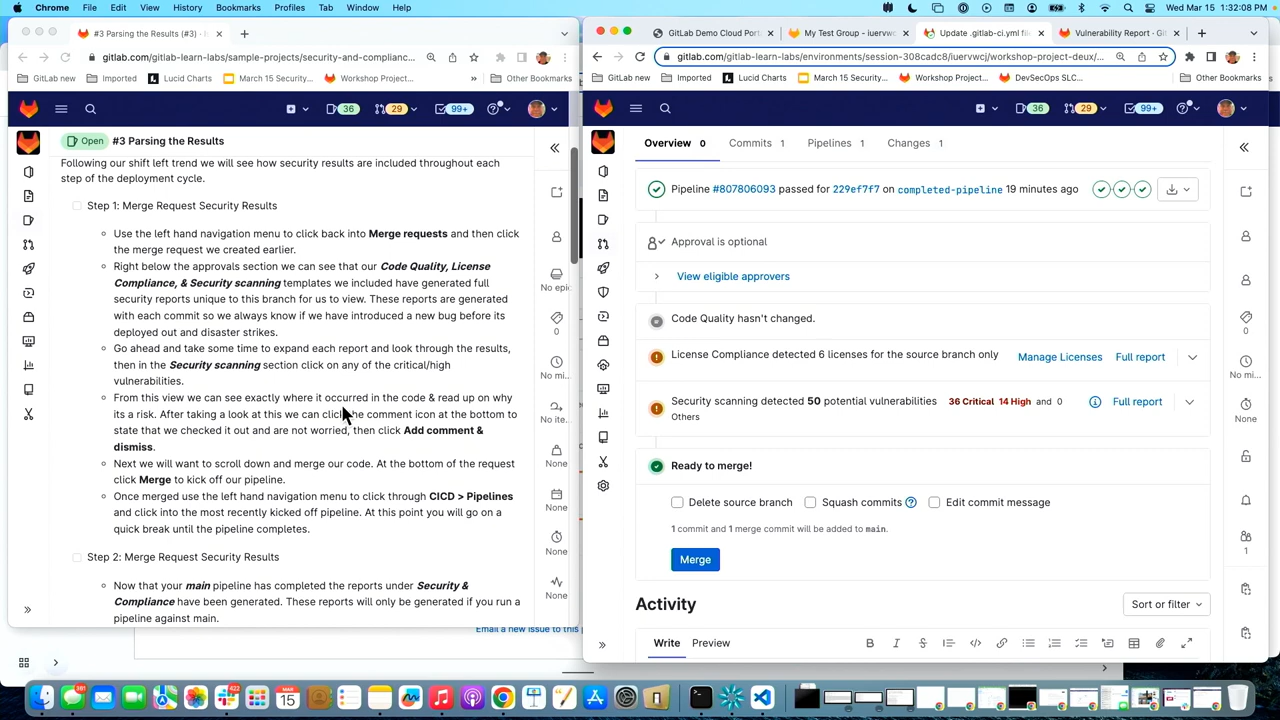 Chrome File Edit View History Bookmarks Profiles Tab Window Help
Wed Mar 15 1:32:08 PM
#3 Parsing the Results (#3)
gitlab.com/gitlab-learn-labs/sample-projects/security-and-complianc...
GitLab new Imported Lucid Charts March 15 Security... Workshop Project... » Other Bookmarks
36 29 99+
Open #3 Parsing the Results
Following our shift left trend we will see how security results are included throughout each
step of the deployment cycle.
Step 1: Merge Request Security Results
Use the left hand navigation menu to click back into Merge requests and then click
the merge request we created earlier.
Right below the approvals section we can see that our Code Quality, License
Compliance, & Security scanning templates we included have generated full
security reports unique to this branch for us to view. These reports are generated
with each commit so we always know if we have introduced a new bug before its
deployed out and disaster strikes.
Go ahead and take some time to expand each report and look through the results,
then in the Security scanning section click on any of the critical/high
vulnerabilities.
From this view we can see exactly where it occurred in the code & read up on why
its a risk. After taking a look at this we can click the comment icon at the bottom to
state that we checked it out and are not worried, then click Add comment &
dismiss.
Next we will want to scroll down and merge our code. At the bottom of the request
click Merge to kick off our pipeline.
Once merged use the left hand navigation menu to click through CICD > Pipelines
and click into the most recently kicked off pipeline. At this point you will go on a
quick break until the pipeline completes.
Step 2: Merge Request Security Results
Now that your main pipeline has completed the reports under Security &
Compliance have been generated. These reports will only be generated if you run a
pipeline against main.
No epi
0
No mi...
No ite...
None
None
None
None
Email a new issue to this
GitLab Demo Cloud Port
My Test Group - iuervwc
Update .gitlab-ci.yml fil
Vulnerability Report - Git
gitlab.com/gitlab-learn-labs/environments/session-308cadc8/iuervwcj/workshop-project-deux/...
GitLab new Imported Lucid Charts March 15 Security... Workshop Project... DevSecOps SLC... Other Bookmarks
36 29 99+
Overview 0 Commits 1 Pipelines 1 Changes 1
Pipeline #807806093 passed for 229ef7f7 on completed-pipeline 19 minutes ago
Approval is optional
View eligible approvers
Code Quality hasn't changed.
License Compliance detected 6 licenses for the source branch only Manage Licenses Full report
Security scanning detected 50 potential vulnerabilities 36 Critical 14 High and 0
Others
Full report
Ready to merge!
Delete source branch Squash commits Edit commit message
1 commit and 1 merge commit will be added to main.
Merge
Activity
Sort or filter
Write Preview
0
No mi...
None
1
MAR
15